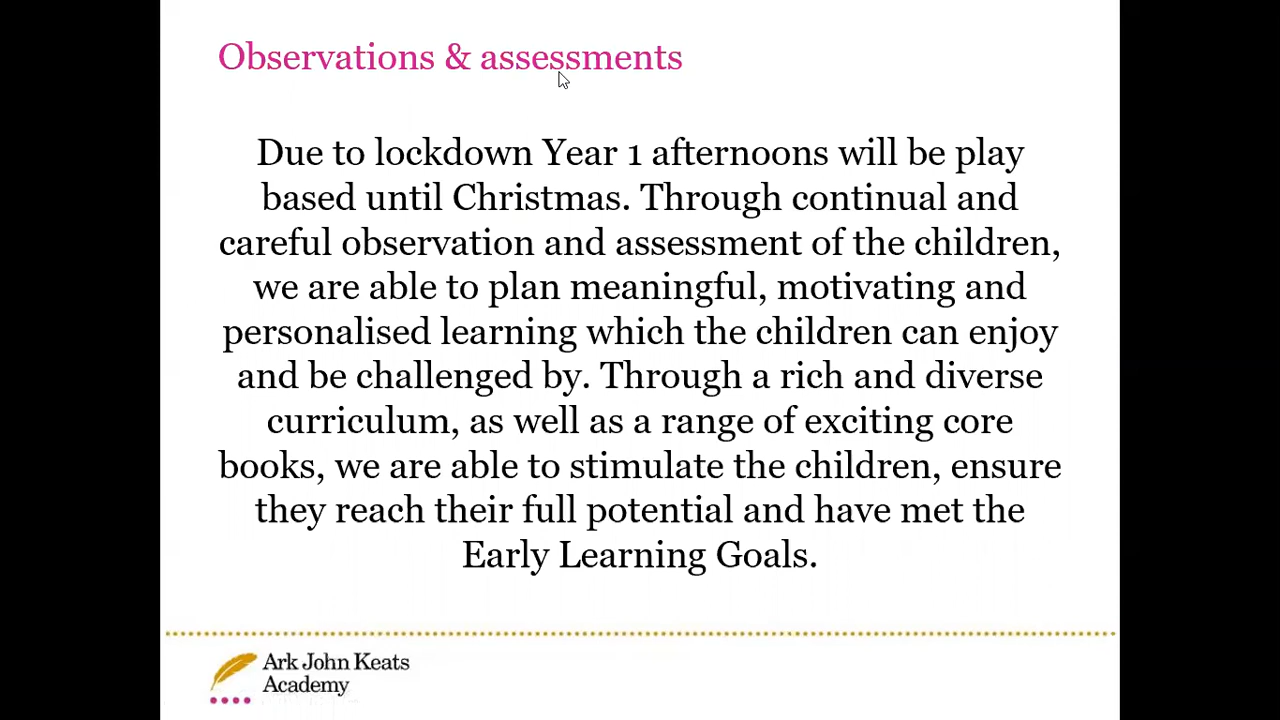 Observations & assessments
Due to lockdown Year 1 afternoons will be play
based until Christmas. Through continual and
careful observation and assessment of the children,
we are able to plan meaningful, motivating and
personalised learning which the children can enjoy
and be challenged by. Through a rich and diverse
curriculum, as well as a range of exciting core
books, we are able to stimulate the children, ensure
they reach their full potential and have met the
Early Learning Goals.
Ark John Keats
Academy